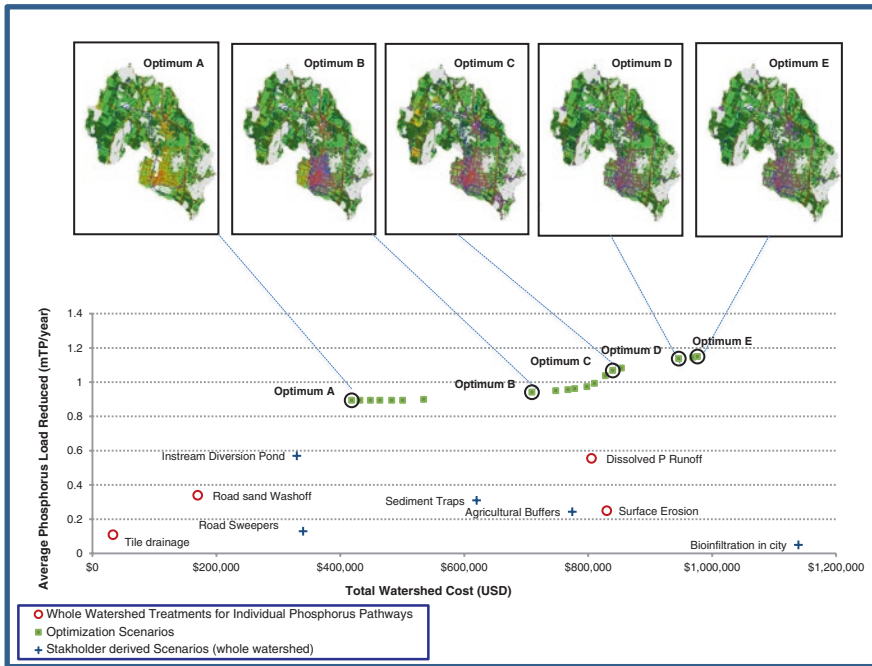 Optimum A
Optimum B
Optimum C
Optimum D
Optimum E
Average Phosphorus Load Reduced (mTP/year)
1.4
1.2
1
0.8
0.6
0.4
0.2
0
Optimum A
Optimum B
Optimum C
Optimum D
Optimum E
Instream Diversion Pond
Dissolved P Runoff
Road sand Washoff
Sediment Traps
Agricultural Buffers
Surface Erosion
Road Sweepers
Tile drainage
Bioinfiltration in city
$0
$200,000
$400,000
$600,000
$800,000
$1,000,000
$1,200,000
Total Watershed Cost (USD)
Whole Watershed Treatments for Individual Phosphorus Pathways
Optimization Scenarios
Stakholder derived Scenarios (whole watershed)